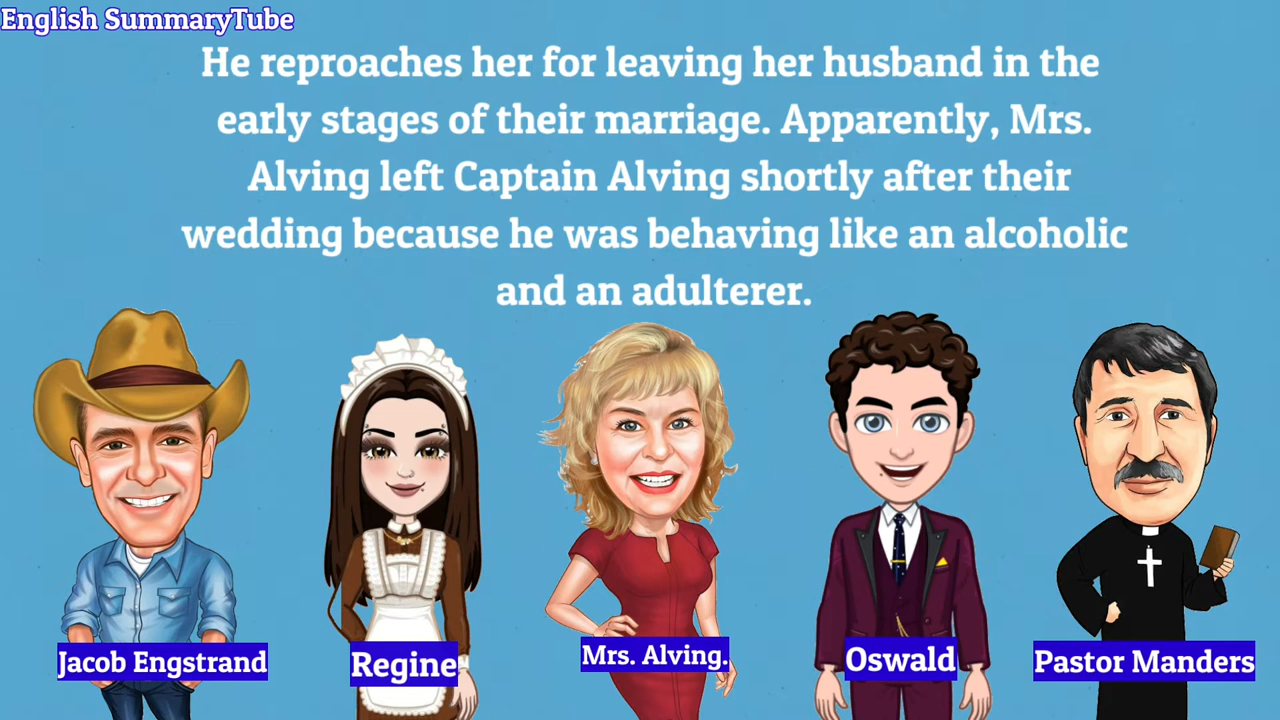 English SummaryTube
He reproaches her for leaving her husband in the
early stages of their marriage. Apparently, Mrs.
Alving left Captain Alving shortly after their
wedding because he was behaving like an alcoholic
and an adulterer.
Jacob Engstrand
Regine
Mrs. Alving.
Oswald
Pastor Manders